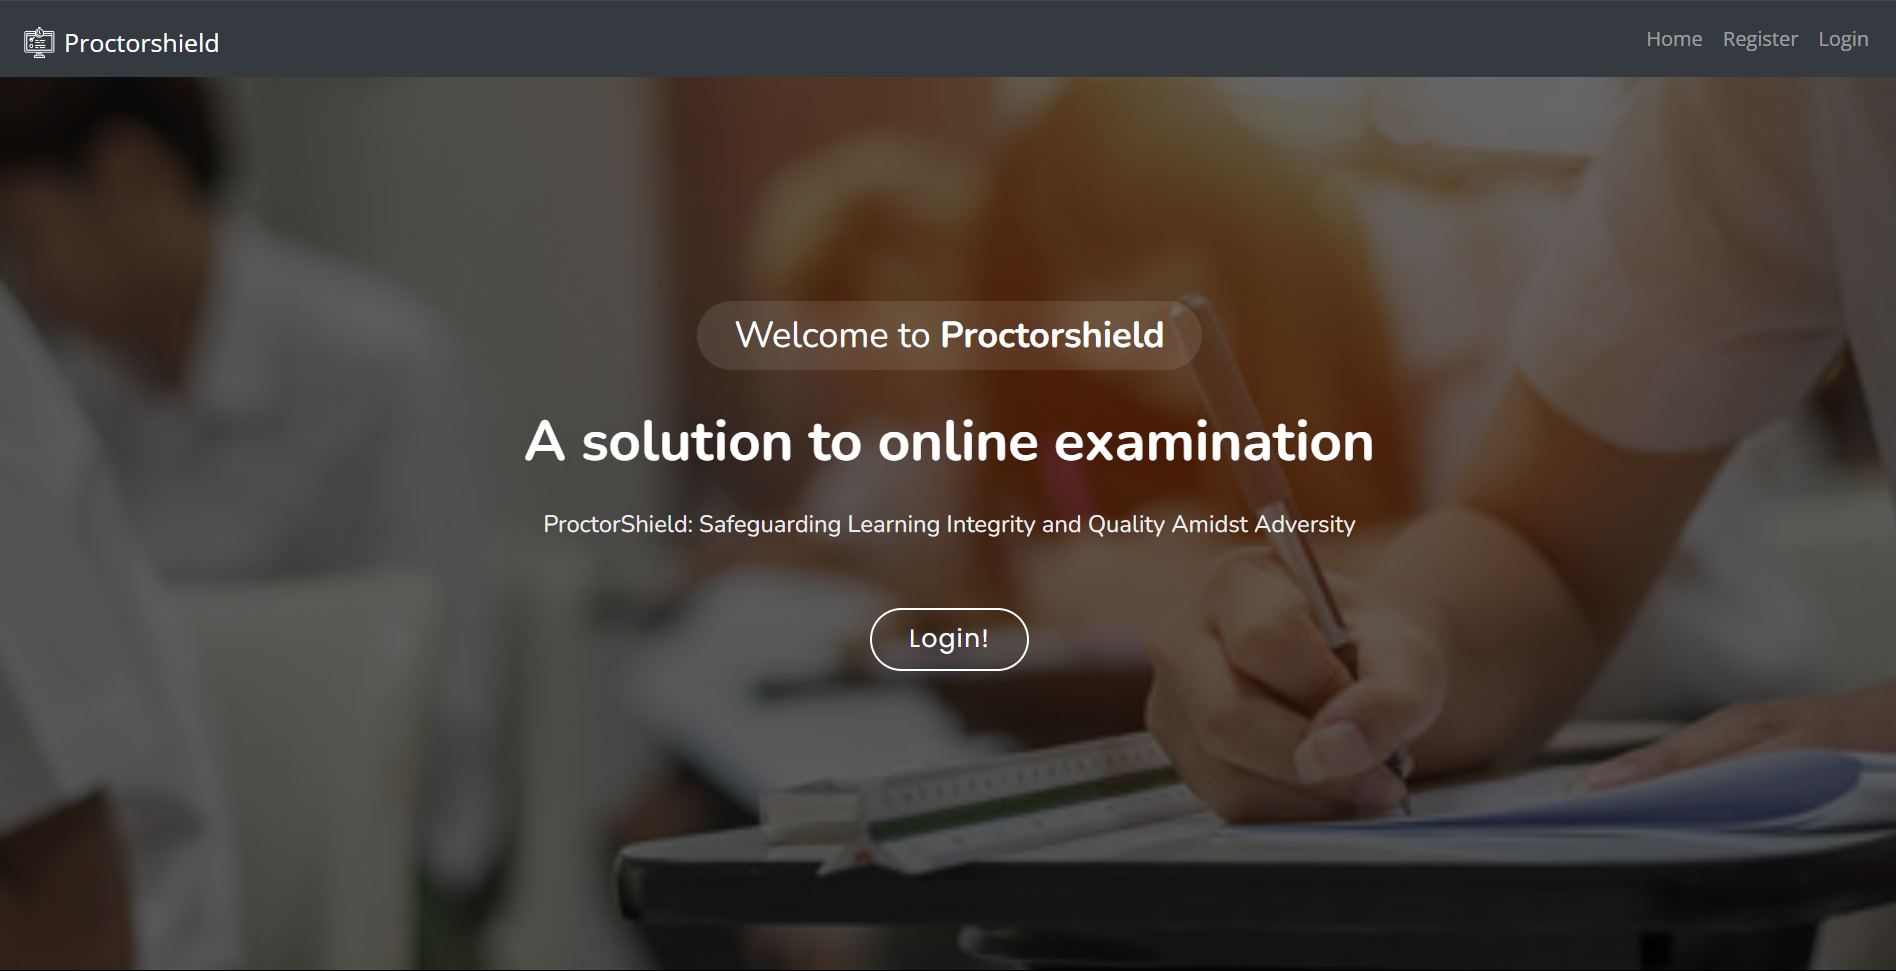 Proctorshield
Home Register Login
Welcome to Proctorshield
A solution to online examination
ProctorShield: Safeguarding Learning Integrity and Quality Amidst Adversity
Login!